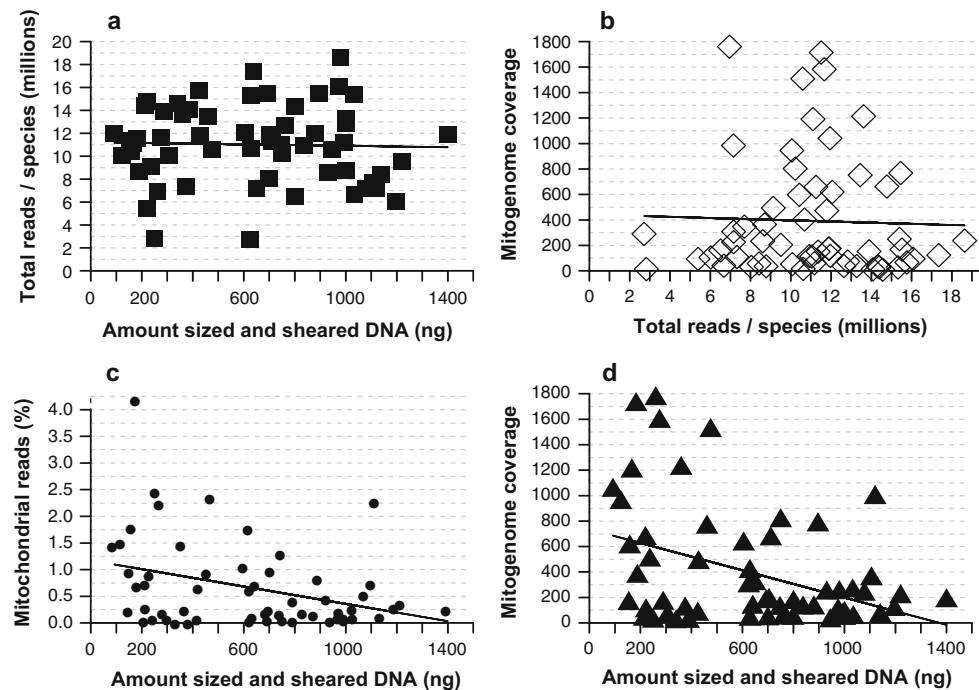 a
Total reads / species (millions)
20
18
16
14
12
10
8
6
4
2
0
0 200 600 1000 1400
Amount sized and sheared DNA (ng)
b
Mitogenome coverage
1800
1600
1400
1200
1000
800
600
400
200
0
0 2 4 6 8 10 12 14 16 18
Total reads / species (millions)
c
Mitochondrial reads (%)
4.0
3.5
3.0
2.5
2.0
1.5
1.0
0.5
0
0 200 600 1000 1400
Amount sized and sheared DNA (ng)
d
Mitogenome coverage
1800
1600
1400
1200
1000
800
600
400
200
0
0 200 600 1000 1400
Amount sized and sheared DNA (ng)